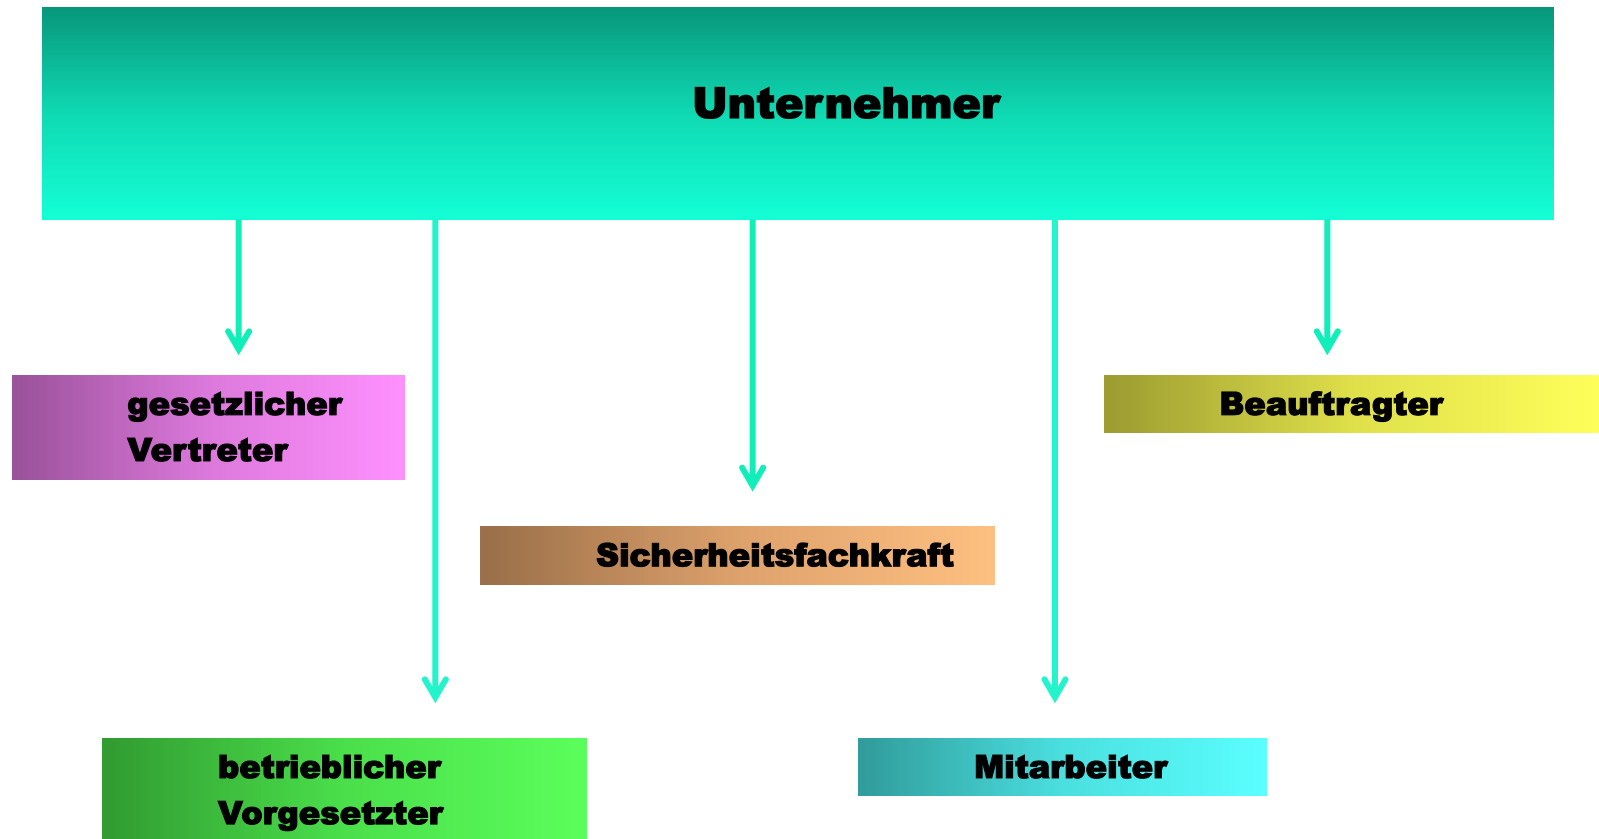 Unternehmer
gesetzlicher
Vertreter
Beauftragter
Sicherheitsfachkraft
betrieblicher
Vorgesetzter
Mitarbeiter